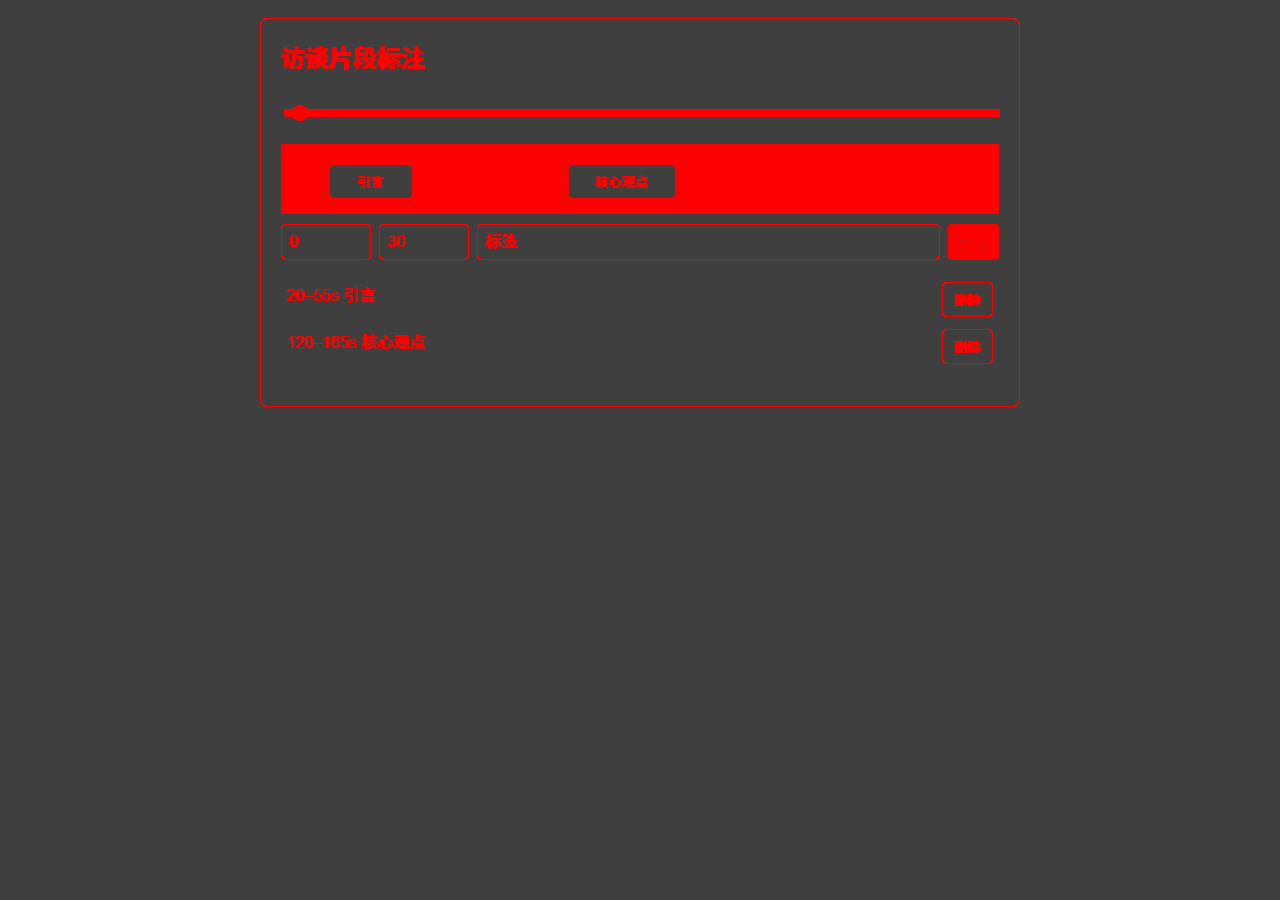 访谈片段标注
引言 核心观点
0 30 标签
20–55s 引言 删除
120–165s 核心观点 删除